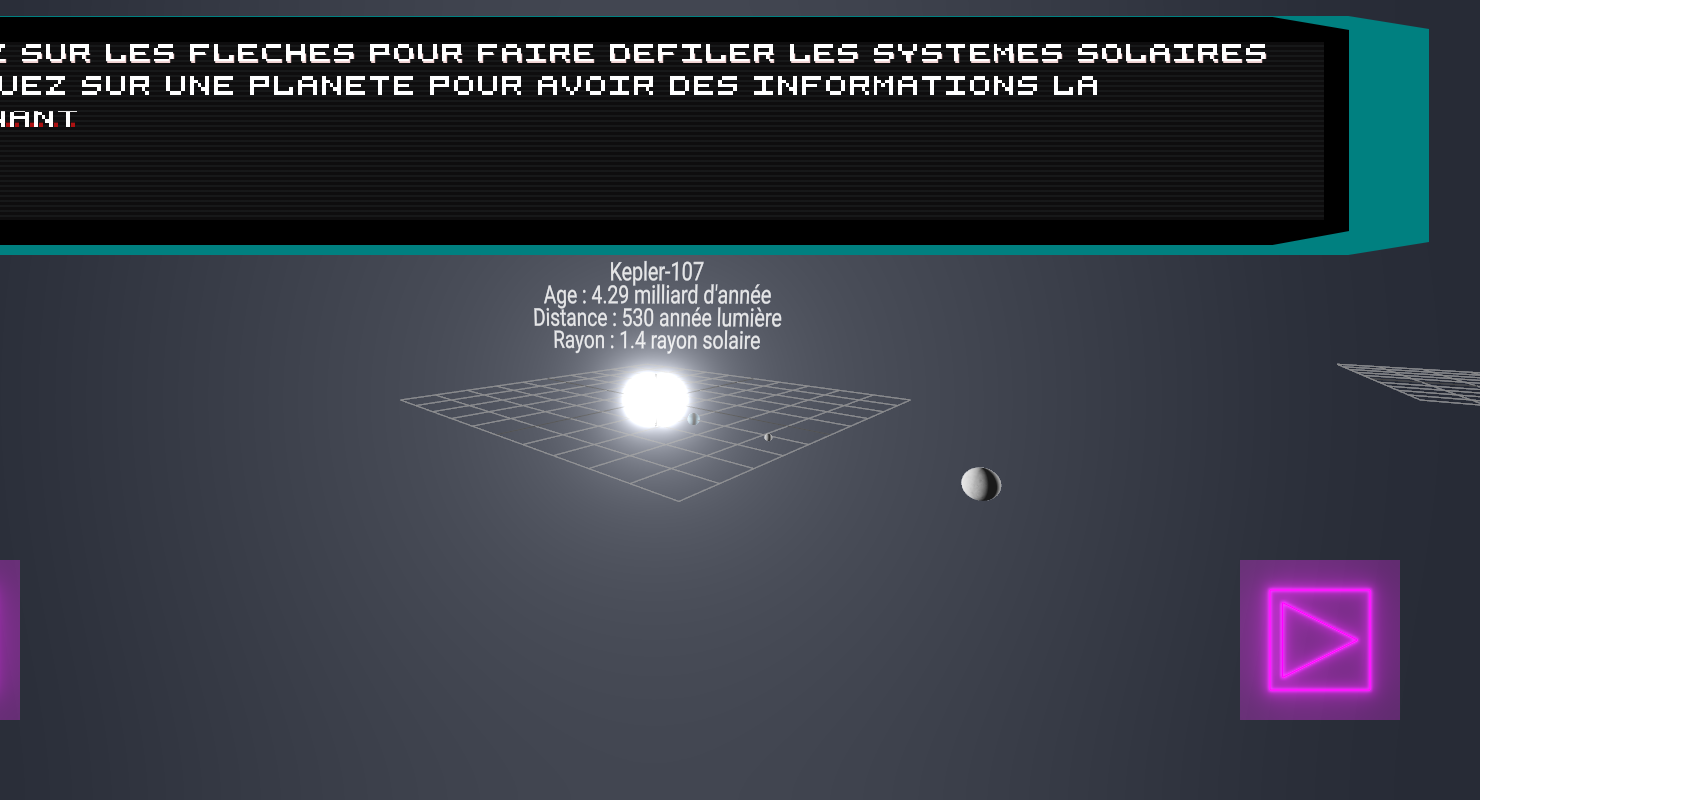 SUR LES FLECHES POUR FAIRE DEFILER LES SYSTEMES SOLAIRES
UEZ SUR UNE PLANETE POUR AVOIR DES INFORMATIONS LA
NANT
Kepler-107
Age : 4.29 milliard d'année
Distance : 530 année lumière
Rayon : 1.4 rayon solaire